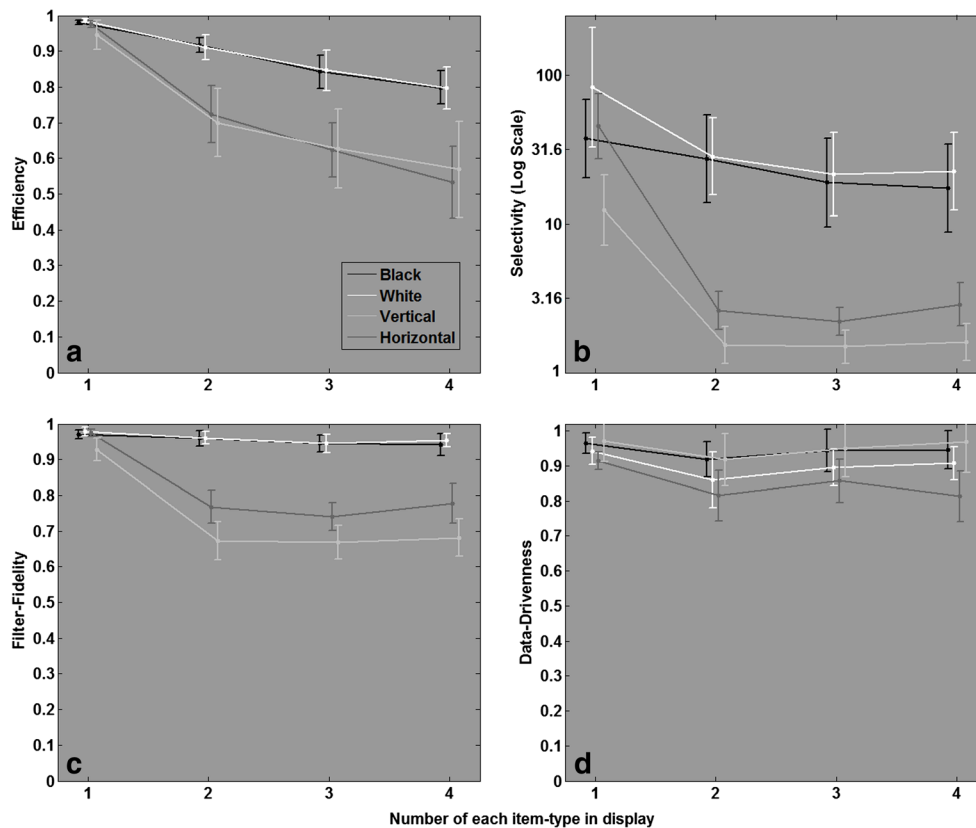 1
0.9
0.8
0.7
0.6
0.5
0.4
0.3
0.2
0.1
0
Efficiency
1 2 3 4
Black
White
Vertical
Horizontal
a
100
31.6
10
3.16
1
Selectivity (Log Scale)
1 2 3 4
b
1
0.9
0.8
0.7
0.6
0.5
0.4
0.3
0.2
0.1
0
Filter-Fidelity
1 2 3 4
c
1
0.9
0.8
0.7
0.6
0.5
0.4
0.3
0.2
0.1
0
Data-Drivenness
1 2 3 4
d
Number of each item-type in display